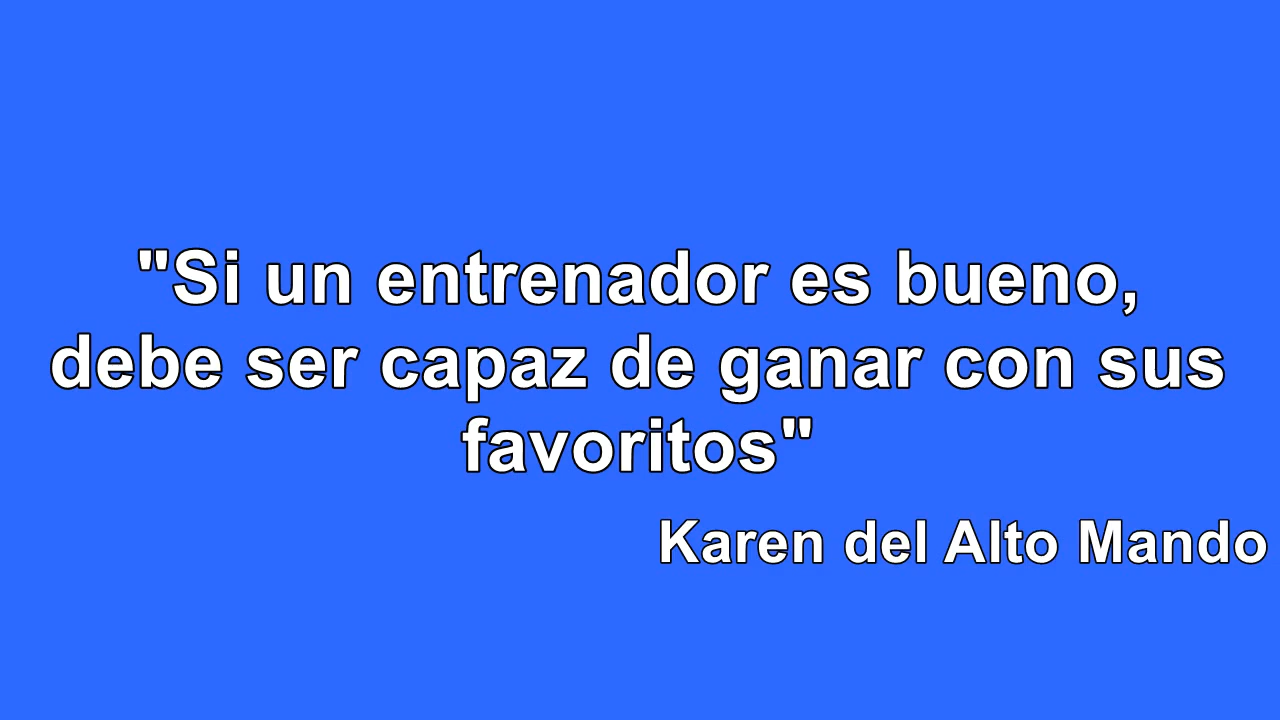 "Si un entrenador es bueno,
debe ser capaz de ganar con sus
favoritos"
Karen del Alto Mando